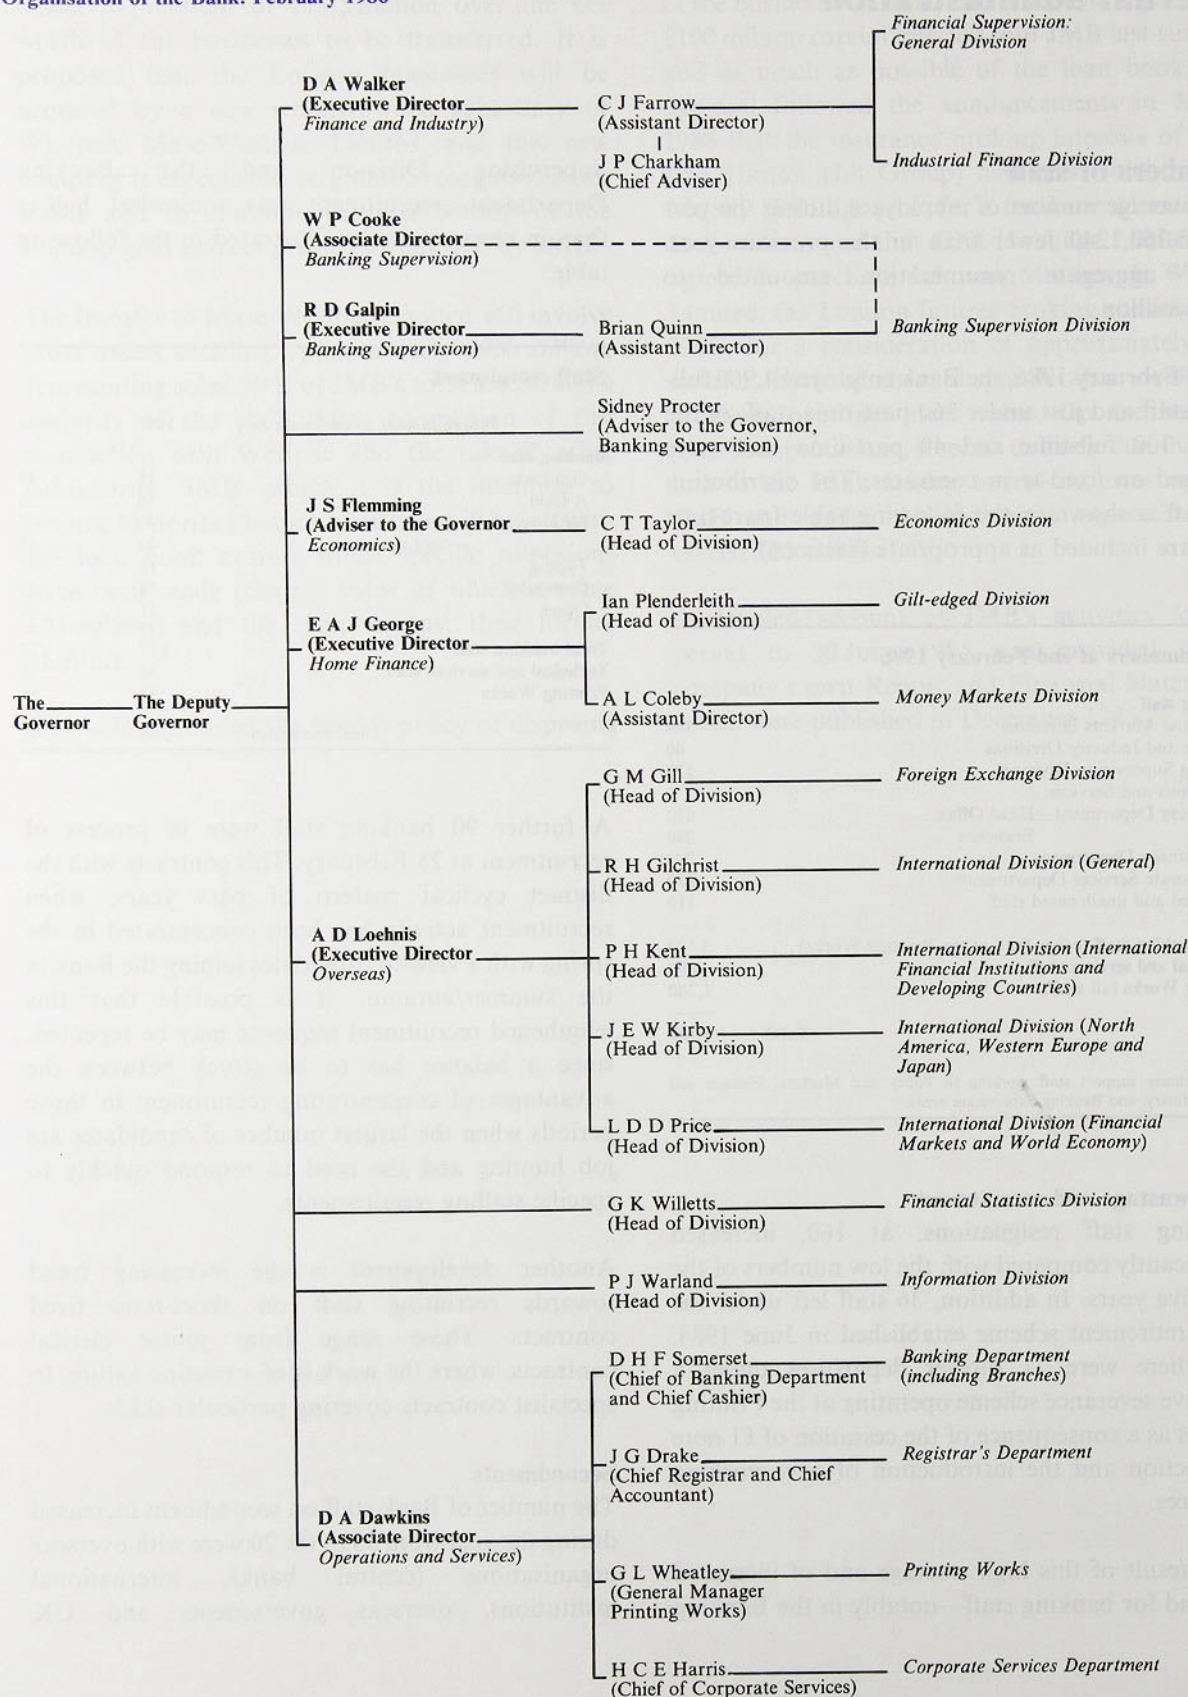 Organisation of the Bank: February 1986
Financial Supervision:
General Division
D A Walker
(Executive Director
Finance and Industry)
C J Farrow
(Assistant Director)
J P Charkham
(Chief Adviser)
Industrial Finance Division
W P Cooke
(Associate Director
Banking Supervision)
R D Galpin
(Executive Director
Banking Supervision)
Brian Quinn
(Assistant Director)
Banking Supervision Division
Sidney Procter
(Adviser to the Governor,
Banking Supervision)
J S Flemming
(Adviser to the Governor
Economics)
C T Taylor
(Head of Division)
Economics Division
Ian Plenderleith
(Head of Division)
Gilt-edged Division
E A J George
(Executive Director
Home Finance)
A L Coleby
(Assistant Director)
Money Markets Division
The
Governor
The Deputy
Governor
G M Gill
(Head of Division)
Foreign Exchange Division
R H Gilchrist
(Head of Division)
International Division (General)
A D Loehnis
(Executive Director
Overseas)
P H Kent
(Head of Division)
International Division (International
Financial Institutions and
Developing Countries)
J E W Kirby
(Head of Division)
International Division (North
America, Western Europe and
Japan)
L D D Price
(Head of Division)
International Division (Financial
Markets and World Economy)
G K Willetts
(Head of Division)
Financial Statistics Division
P J Warland
(Head of Division)
Information Division
D H F Somerset
(Chief of Banking Department
and Chief Cashier)
Banking Department
(including Branches)
J G Drake
(Chief Registrar and Chief
Accountant)
Registrar's Department
D A Dawkins
(Associate Director
Operations and Services)
G L Wheatley
(General Manager
Printing Works)
Printing Works
H C E Harris
(Chief of Corporate Services)
Corporate Services Department